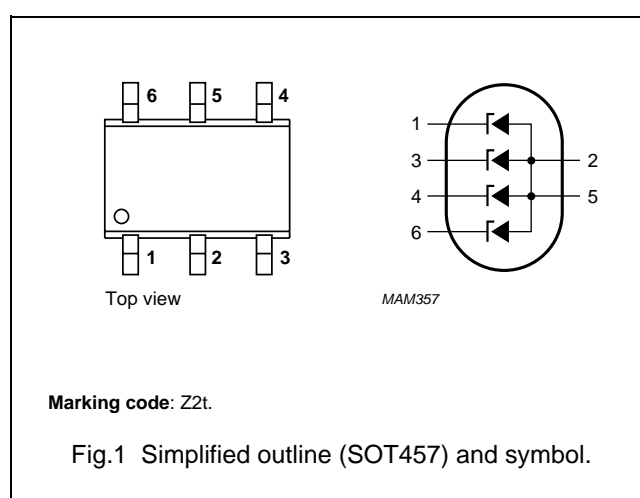 6 5 4
1 2 3
Top view
1
3 2
4 5
6
MAM357
Marking code: Z2t.
Fig.1 Simplified outline (SOT457) and symbol.